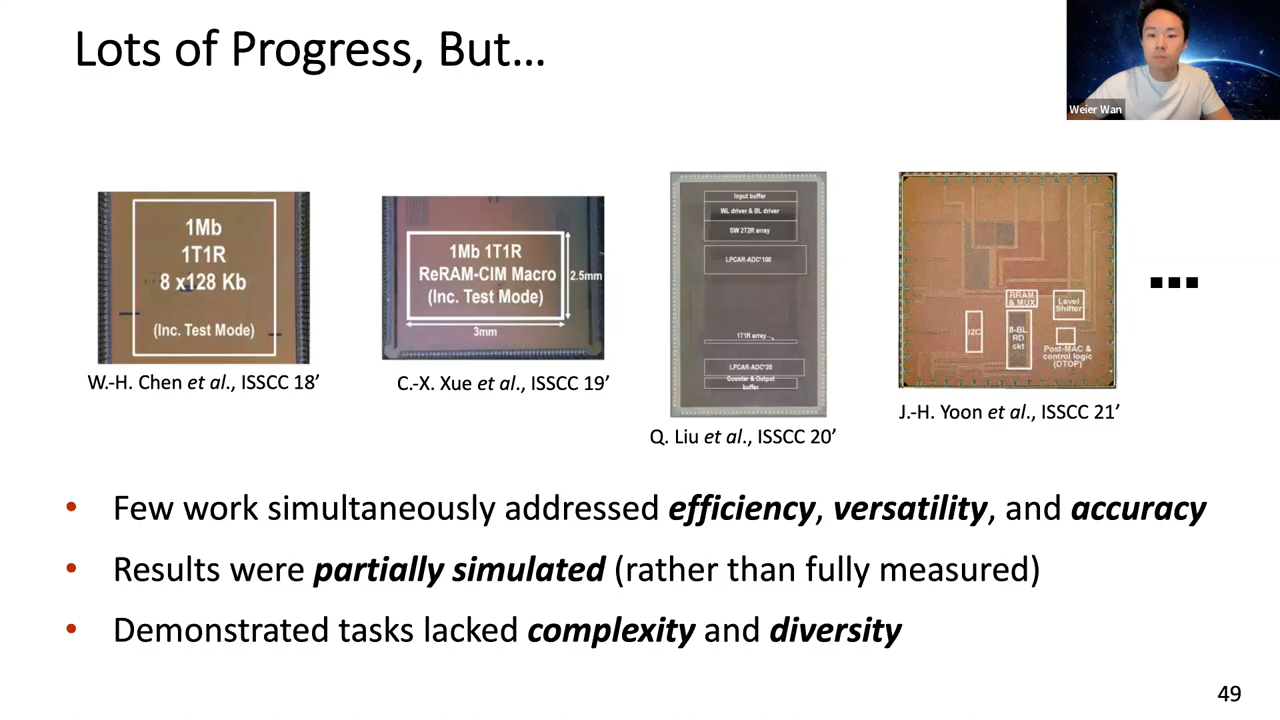 Lots of Progress, But...
Weier Wan
1Mb
1T1R
8 x128 Kb
(Inc. Test Mode)
W.-H. Chen et al., ISSCC 18’
1Mb 1T1R
ReRAM-CIM Macro
(Inc. Test Mode)
2.5mm
3mm
C.-X. Xue et al., ISSCC 19’
Input buffer
WL driver & BL driver
SW 2T2R array
LPCAR-ADC*100
1T1R array
LPCAR-ADC*20
Counter & Output
buffer
Q. Liu et al., ISSCC 20’
RRAM
& MUX
Level
Shifter
I2C
8-BL
RD
ckt
Post-MAC &
control logic
(DTOP)
J.-H. Yoon et al., ISSCC 21’
...
• Few work simultaneously addressed efficiency, versatility, and accuracy
• Results were partially simulated (rather than fully measured)
• Demonstrated tasks lacked complexity and diversity
49